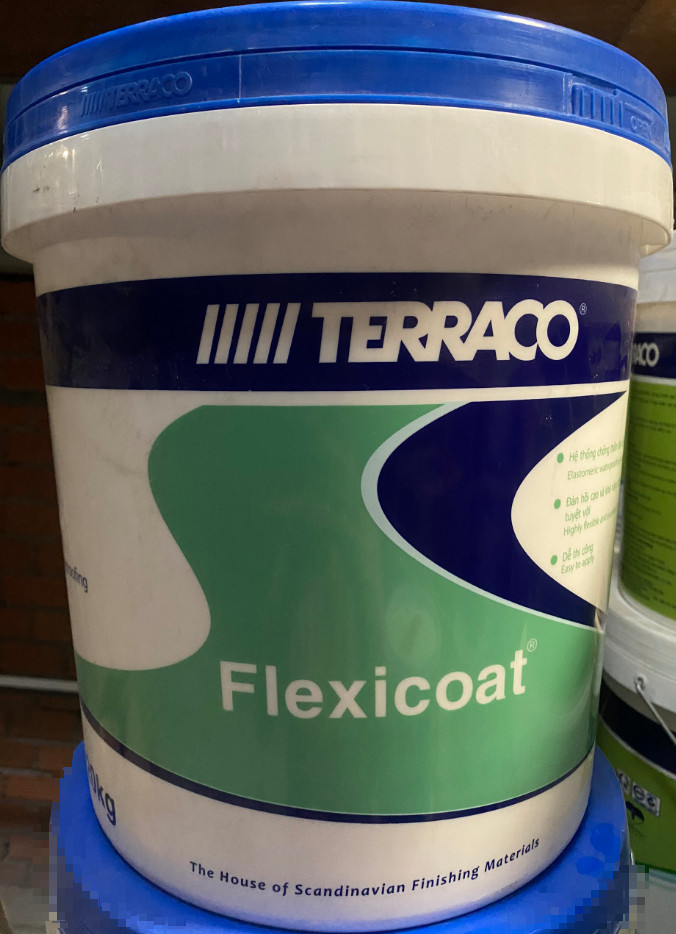 TERRACO
TERRACO®
Hệ thống chống thấm
Elastomeric
Đàn hồi cao và
tuyệt vời
Highly flexible and
Dễ thi công
Easy to apply
Flexicoat®
kg
The House of Scandinavian Finishing Materials